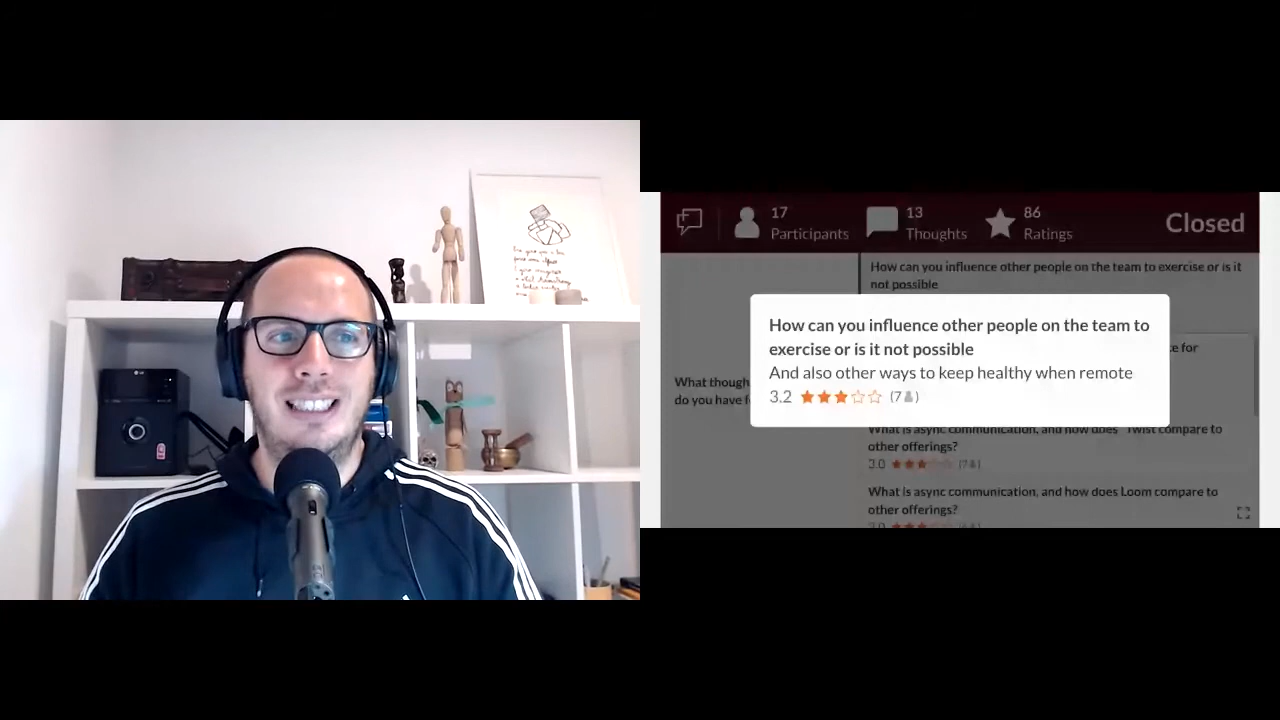 17
Participants
13
Thoughts
86
Ratings
Closed
How can you influence other people on the team to exercise or is it
not possible
How can you influence other people on the team to
exercise or is it not possible
And also other ways to keep healthy when remote
3.2 (7)
ce for
What though
do you have f
What is async communication, and how does Twist compare to
other offerings?
3.0
What is async communication, and how does Loom compare to
other offerings?
LG